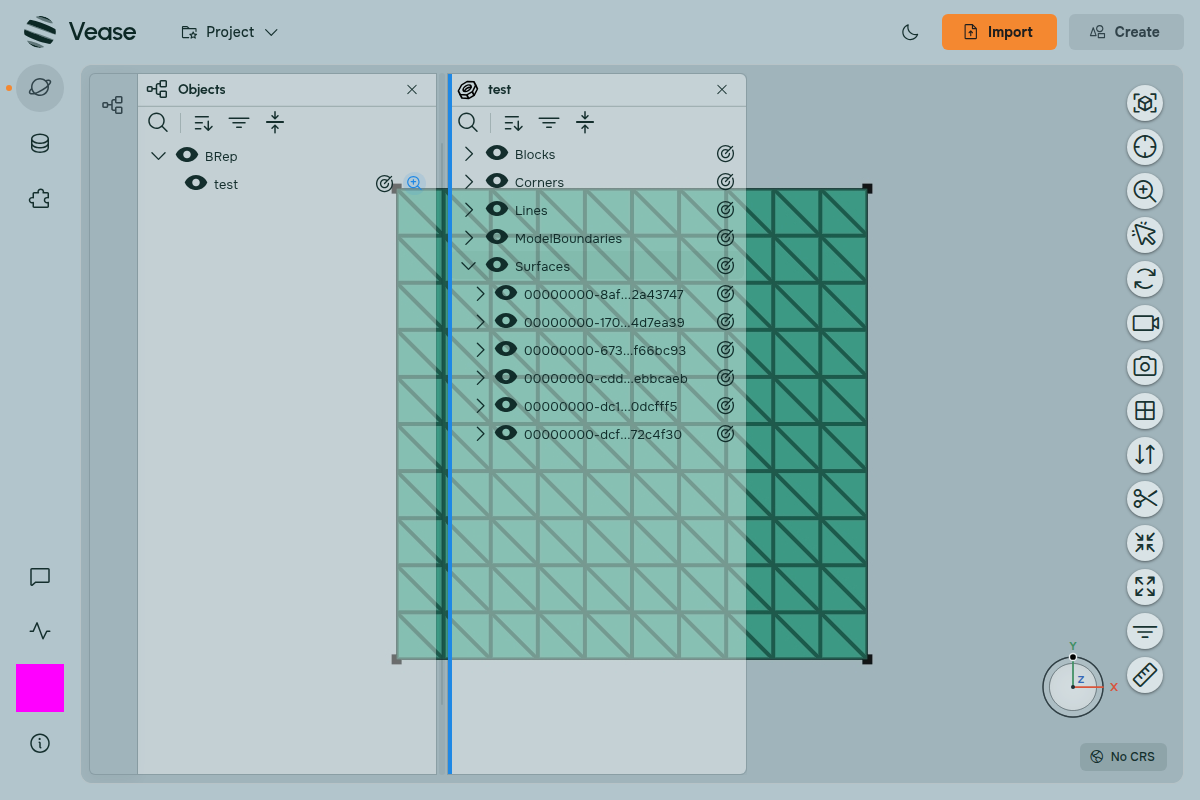 Vease
Project
Import
Create
Objects
test
BRep
test
Blocks
Corners
Lines
ModelBoundaries
Surfaces
00000000-8af...2a43747
00000000-170...4d7ea39
00000000-673...f66bc93
00000000-cdd...ebbcaeb
00000000-dc1...0dcfff5
00000000-dcf...72c4f30
Y
Z
X
No CRS